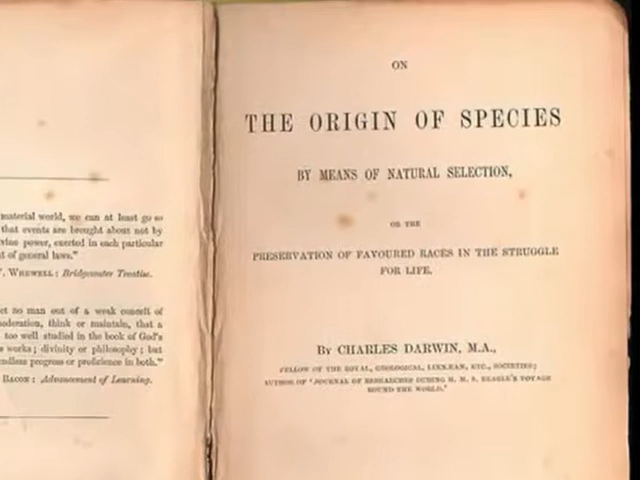 material world, we can at least go so
that events are brought about not by
vine power, exerted in each particular
t of general laws."
WHEWELL: Bridgewater Treatise.
et no man out of a weak conceit of
oderation, think or maintain, that a
too well studied in the book of God's
s works; divinity or philosophy; but
endless progress or proficience in both."
BACON: Advancement of Learning.
ON
THE ORIGIN OF SPECIES
BY MEANS OF NATURAL SELECTION,
OR THE
PRESERVATION OF FAVOURED RACES IN THE STRUGGLE
FOR LIFE.
BY CHARLES DARWIN, M.A.,
FELLOW OF THE ROYAL, GEOLOGICAL, LINNÆAN, ETC., SOCIETIES;
AUTHOR OF 'JOURNAL OF RESEARCHES DURING H. M. S. BEAGLE'S VOYAGE
ROUND THE WORLD.'